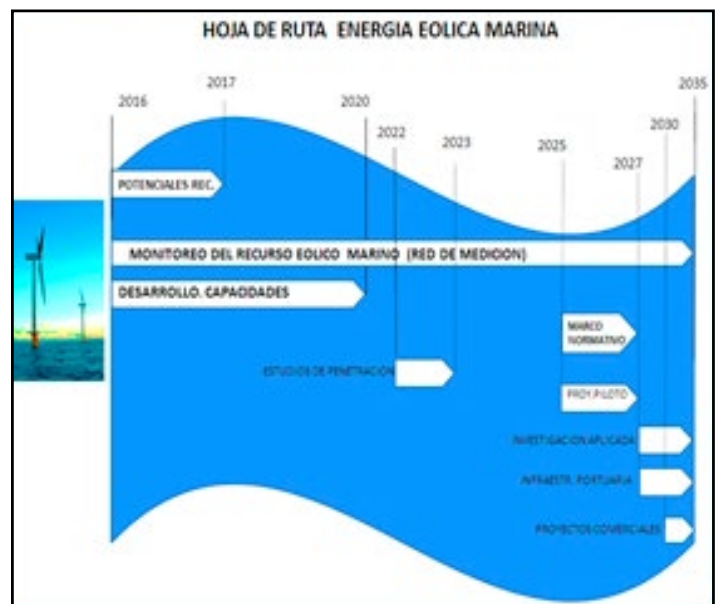 HOJA DE RUTA ENERGIA EOLICA MARINA
2016
2017
2020
2022
2023
2025
2027
2030
2035
POTENCIALES REC.
MONITOREO DEL RECURSO EOLICO MARINO (RED DE MEDICION)
DESARROLLO. CAPACIDADES
MARCO
NORMATIVO
ESTUDIOS DE PENETRACION
PROY.PILOTO
INVESTIGACION APLICADA
INFRAESTR. PORTUARIA
PROYECTOS COMERCIALES